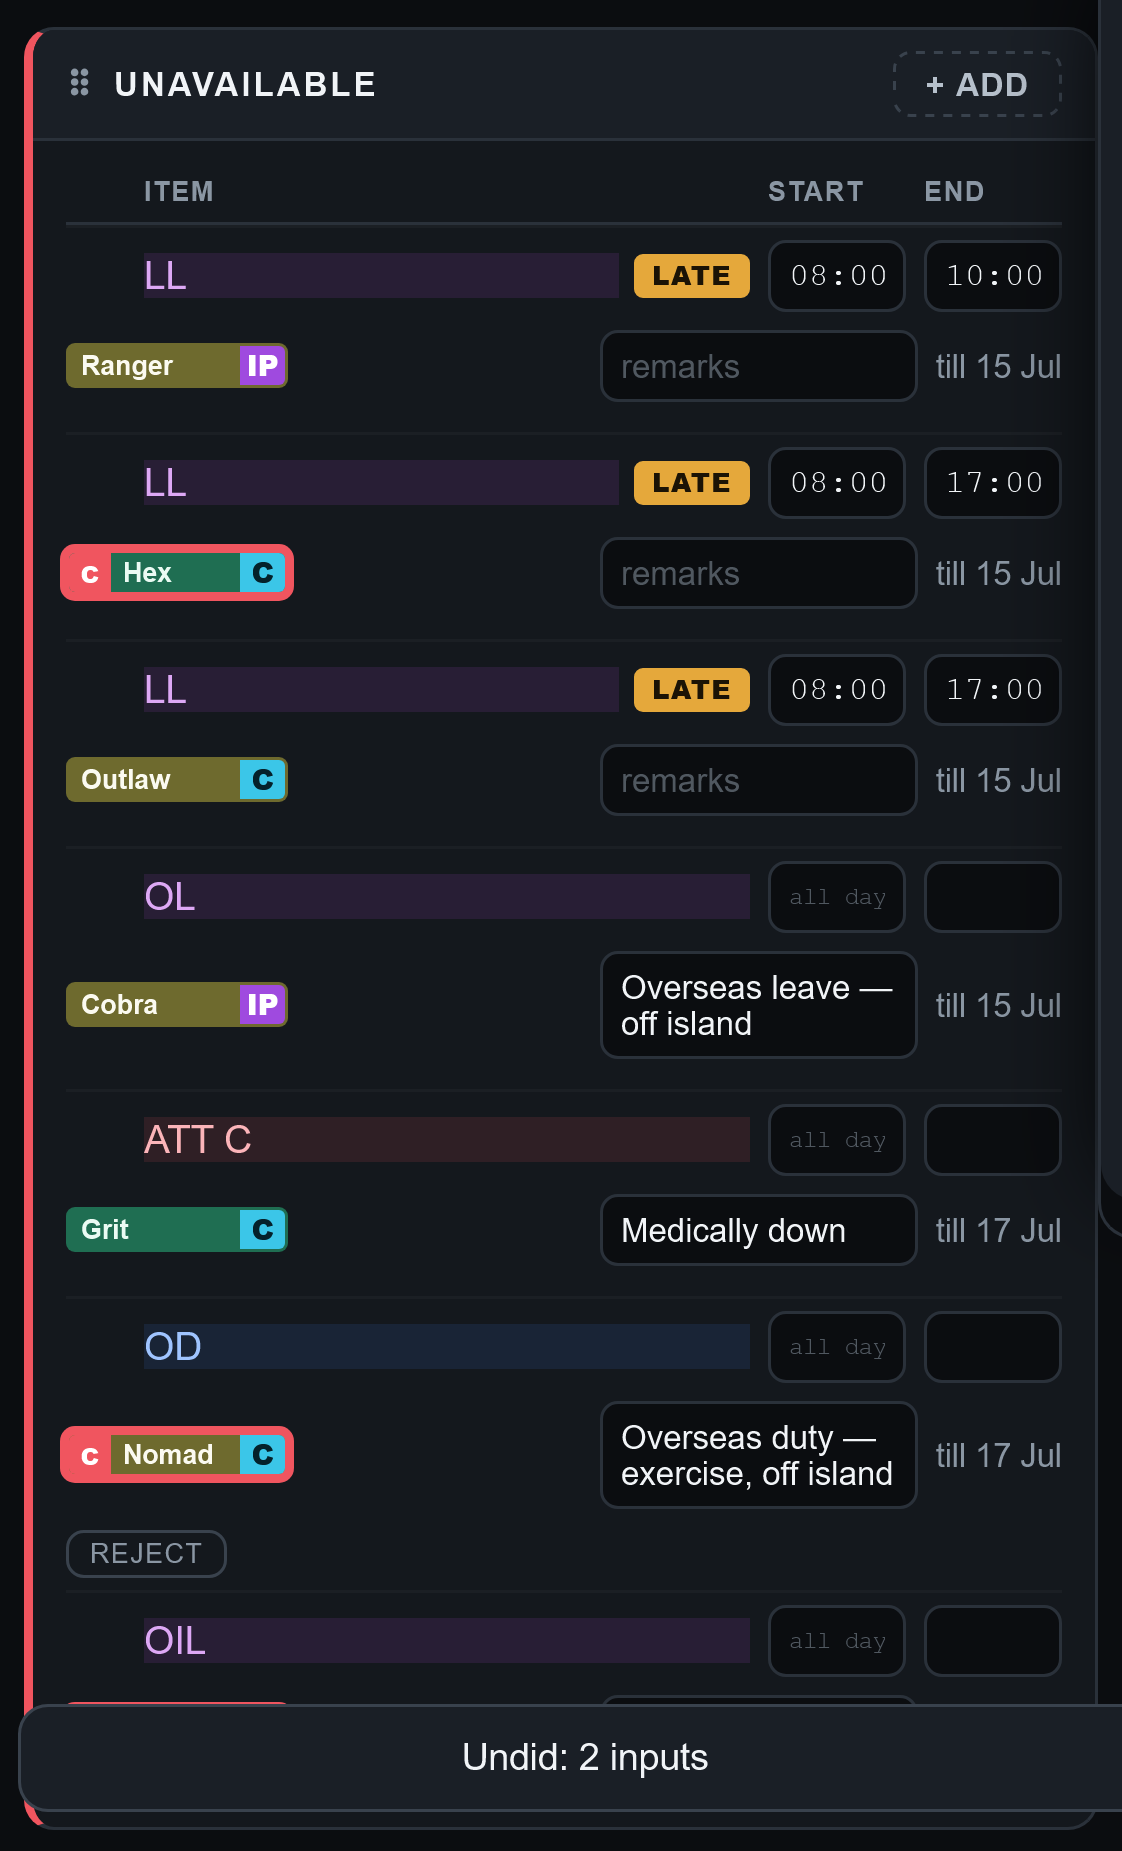 UNAVAILABLE
+ ADD
ITEM START END
LL LATE 08:00 10:00
Ranger IP remarks till 15 Jul
LL LATE 08:00 17:00
c Hex C remarks till 15 Jul
LL LATE 08:00 17:00
Outlaw C remarks till 15 Jul
OL all day
Cobra IP Overseas leave —
off island
till 15 Jul
ATT C all day
Grit C Medically down till 17 Jul
OD all day
c Nomad C Overseas duty —
exercise, off island
till 17 Jul
REJECT
OIL all day
Undid: 2 inputs